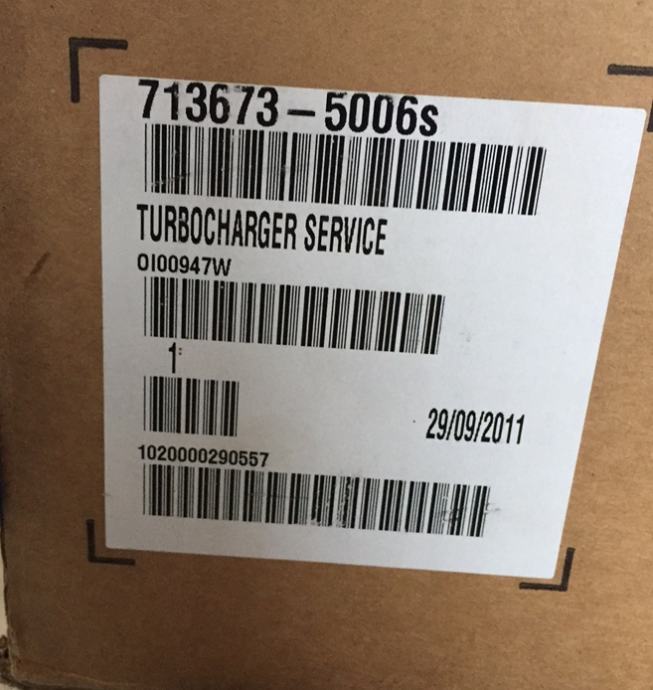 713673-5006s
TURBOCHARGER SERVICE
OI00947W
1
29/09/2011
1020000290557